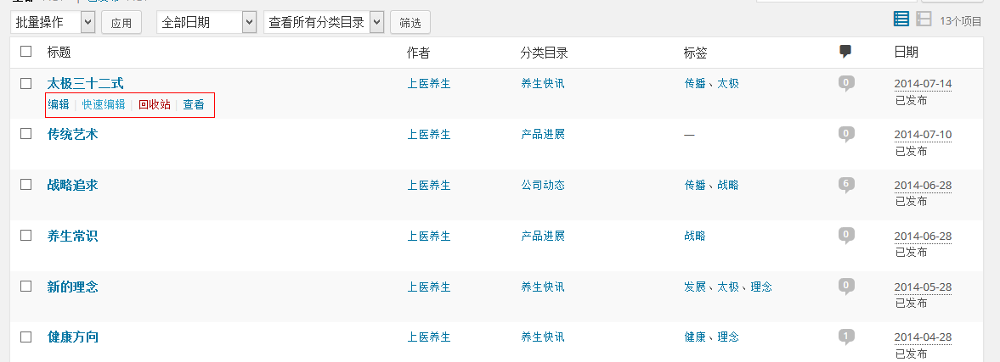 批量操作 应用 全部日期 查看所有分类目录 筛选 13个项目
标题 作者 分类目录 标签 日期
太极三十二式 上医养生 养生快讯 传播、太极 0 2014-07-14
编辑 | 快速编辑 | 回收站 | 查看 已发布
传统艺术 上医养生 产品进展 — 0 2014-07-10
已发布
战略追求 上医养生 公司动态 传播、战略 6 2014-06-28
已发布
养生常识 上医养生 产品进展 战略 0 2014-06-28
已发布
新的理念 上医养生 养生快讯 发展、太极、理念 0 2014-05-28
已发布
健康方向 上医养生 养生快讯 健康、理念 1 2014-04-28
已发布